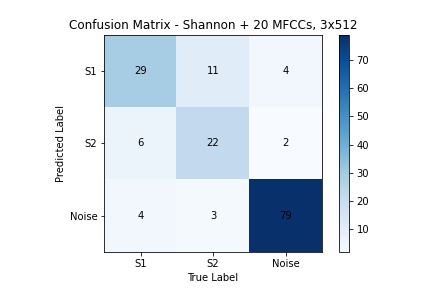 Confusion Matrix - Shannon + 20 MFCCs, 3x512
S1 29 11 4
S2 6 22 2
Noise 4 3 79
S1 S2 Noise
True Label
Predicted Label
70
60
50
40
30
20
10